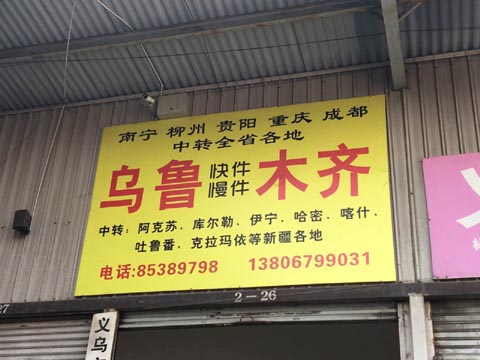 南宁 柳州 贵阳 重庆 成都
中转全省各地
乌鲁 快件 木齐
慢件
中转：阿克苏、库尔勒、伊宁、哈密、喀什、
吐鲁番、克拉玛依等新疆各地
电话:85389798 13806799031
2-26
27
义乌